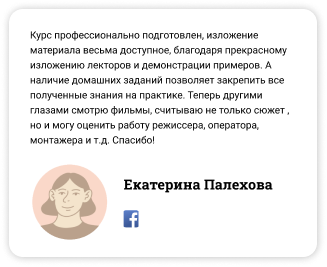 Курс профессионально подготовлен, изложение
материала весьма доступное, благодаря прекрасному
изложению лекторов и демонстрации примеров. А
наличие домашних заданий позволяет закрепить все
полученные знания на практике. Теперь другими
глазами смотрю фильмы, считываю не только сюжет ,
но и могу оценить работу режиссера, оператора,
монтажера и т.д. Спасибо!
Екатерина Палехова
f